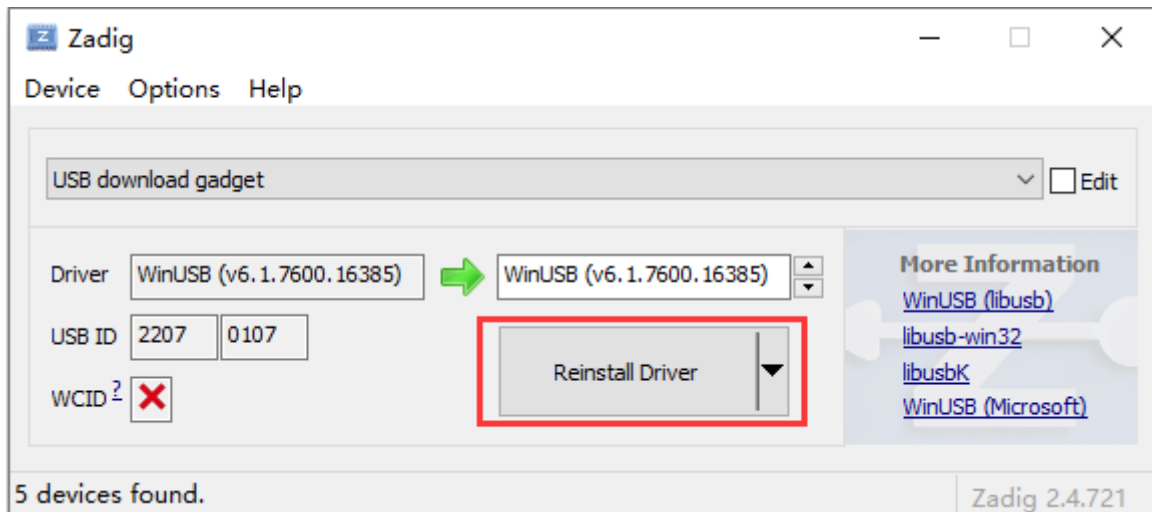 Zadig
Device Options Help
USB download gadget
Edit
Driver WinUSB (v6.1.7600.16385) WinUSB (v6.1.7600.16385)
USB ID 2207 0107
WCID ?
Reinstall Driver
More Information
WinUSB (libusb)
libusb-win32
libusbK
WinUSB (Microsoft)
5 devices found.
Zadig 2.4.721